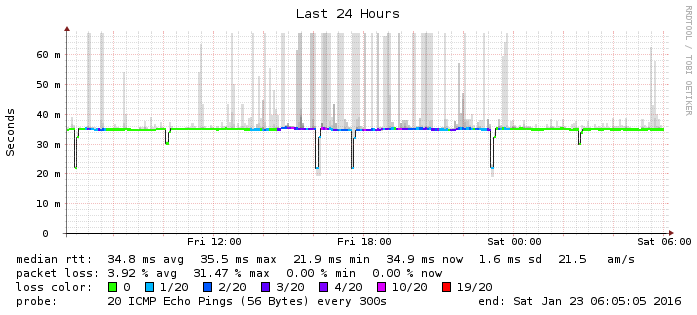 Last 24 Hours
RRDTOOL / TOBI OETIKER
Seconds
60 m
50 m
40 m
30 m
20 m
10 m
0
Fri 12:00 Fri 18:00 Sat 00:00 Sat 06:00
median rtt: 34.8 ms avg 35.5 ms max 21.9 ms min 34.9 ms now 1.6 ms sd 21.5 am/s
packet loss: 3.92 % avg 31.47 % max 0.00 % min 0.00 % now
loss color: 0 1/20 2/20 3/20 4/20 10/20 19/20
probe: 20 ICMP Echo Pings (56 Bytes) every 300s end: Sat Jan 23 06:05:05 2016